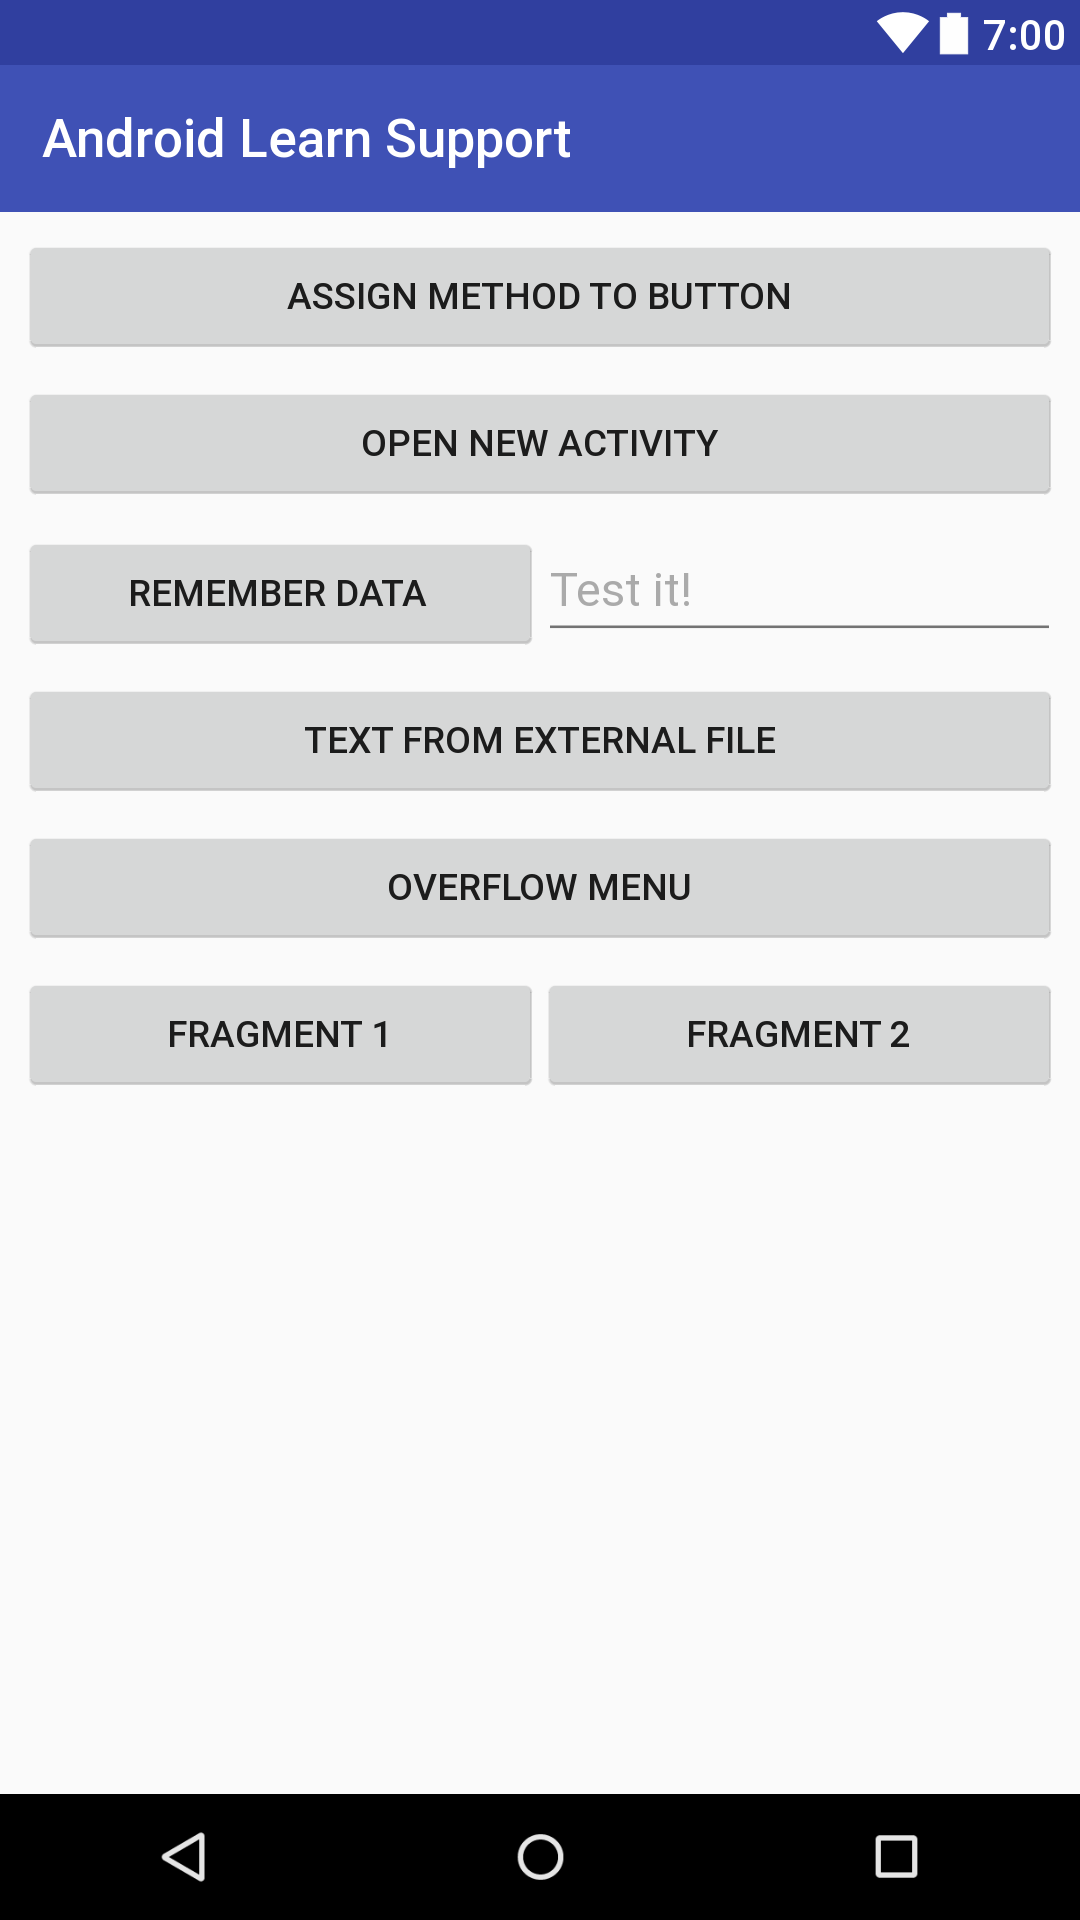 7:00
Android Learn Support
ASSIGN METHOD TO BUTTON
OPEN NEW ACTIVITY
REMEMBER DATA
Test it!
TEXT FROM EXTERNAL FILE
OVERFLOW MENU
FRAGMENT 1
FRAGMENT 2